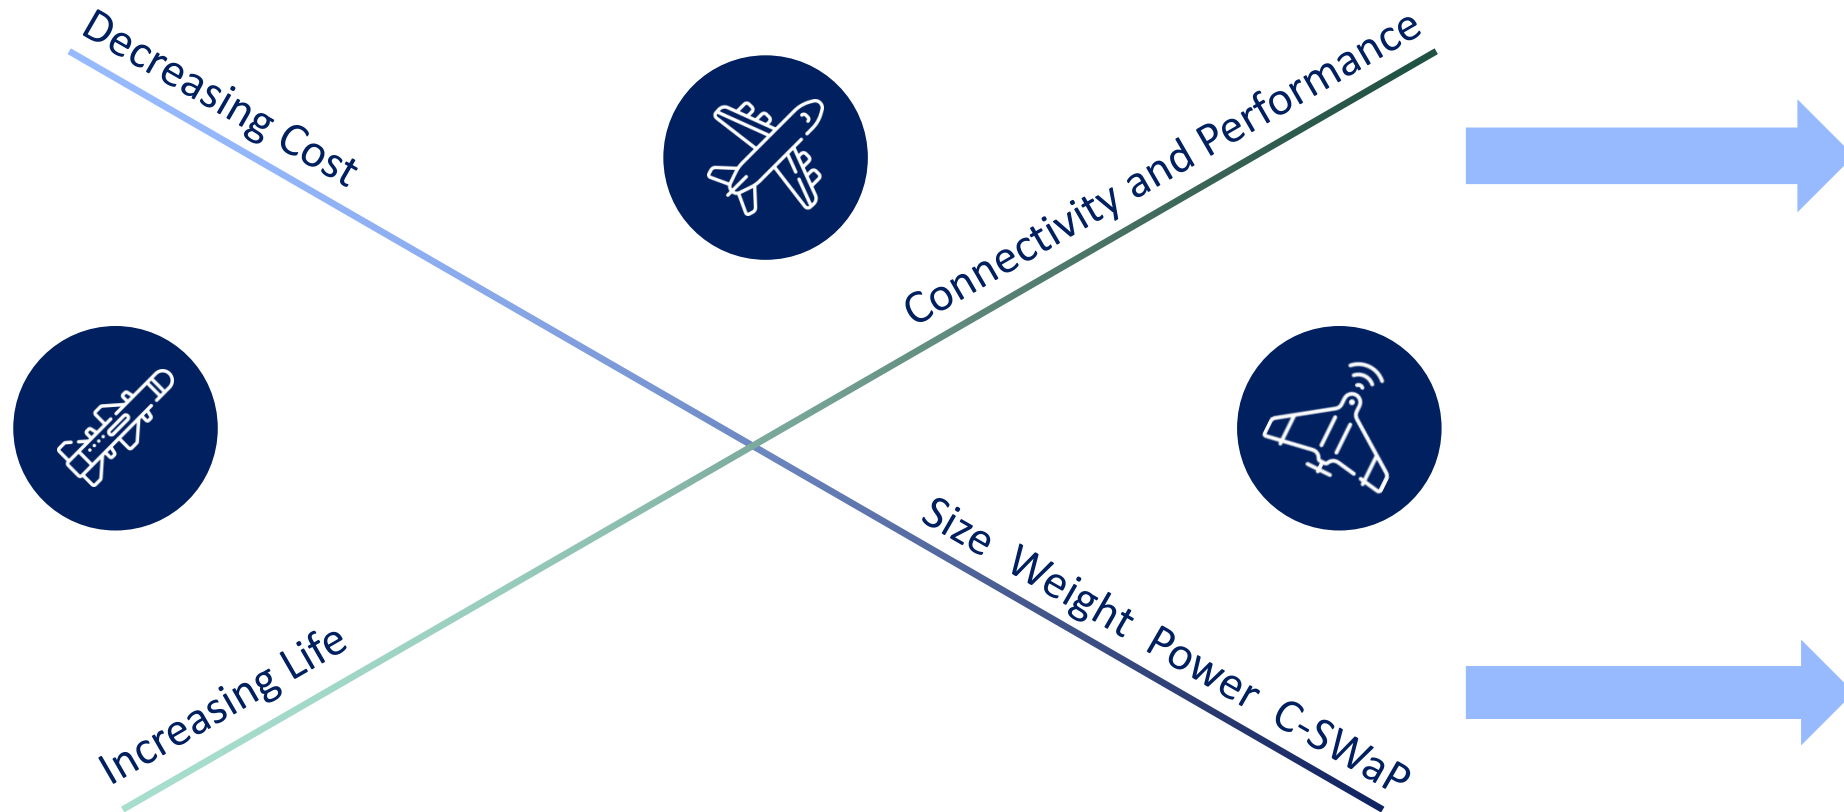 Decreasing Cost
Connectivity and Performance
Increasing Life
Size Weight Power C-SWaP